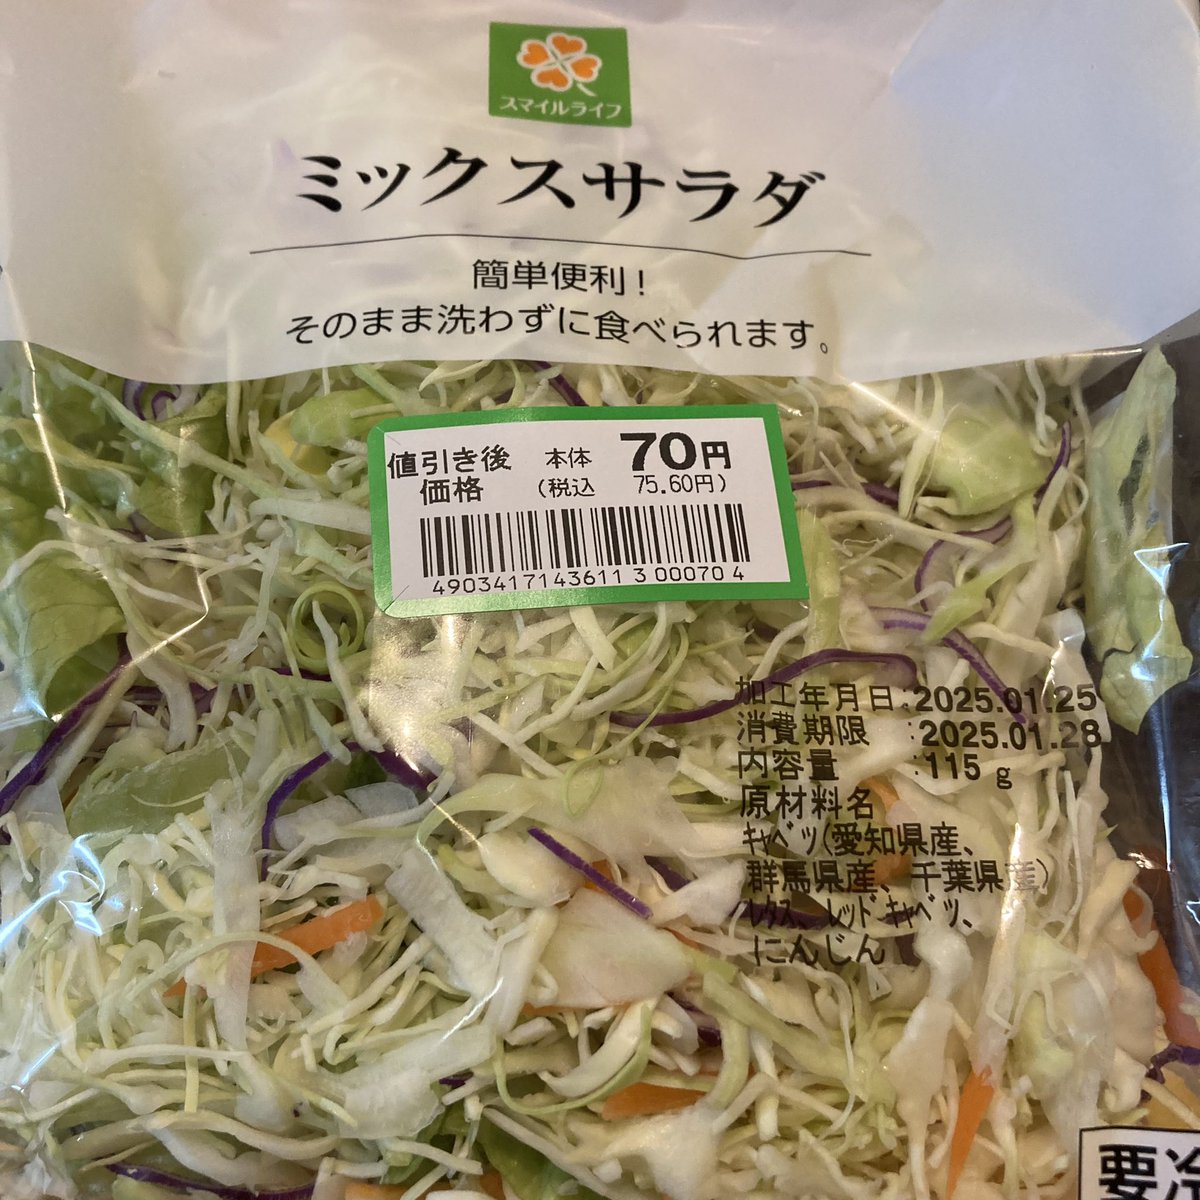 スマイルライフ
ミックスサラダ
簡単便利!
そのまま洗わずに食べられます。
値引き後 本体 70円
価格 (税込 75.60円)
4903417143611 3 00070 4
加工年月日:2025.01.25
消費期限 :2025.01.28
内容量 :115 g
原材料名
ｷｬﾍﾞﾂ(愛知県産、
群馬県産、千葉県産)
ﾚﾀｽ、ﾚｯﾄﾞｷｬﾍﾞﾂ、
にんじん
要冷